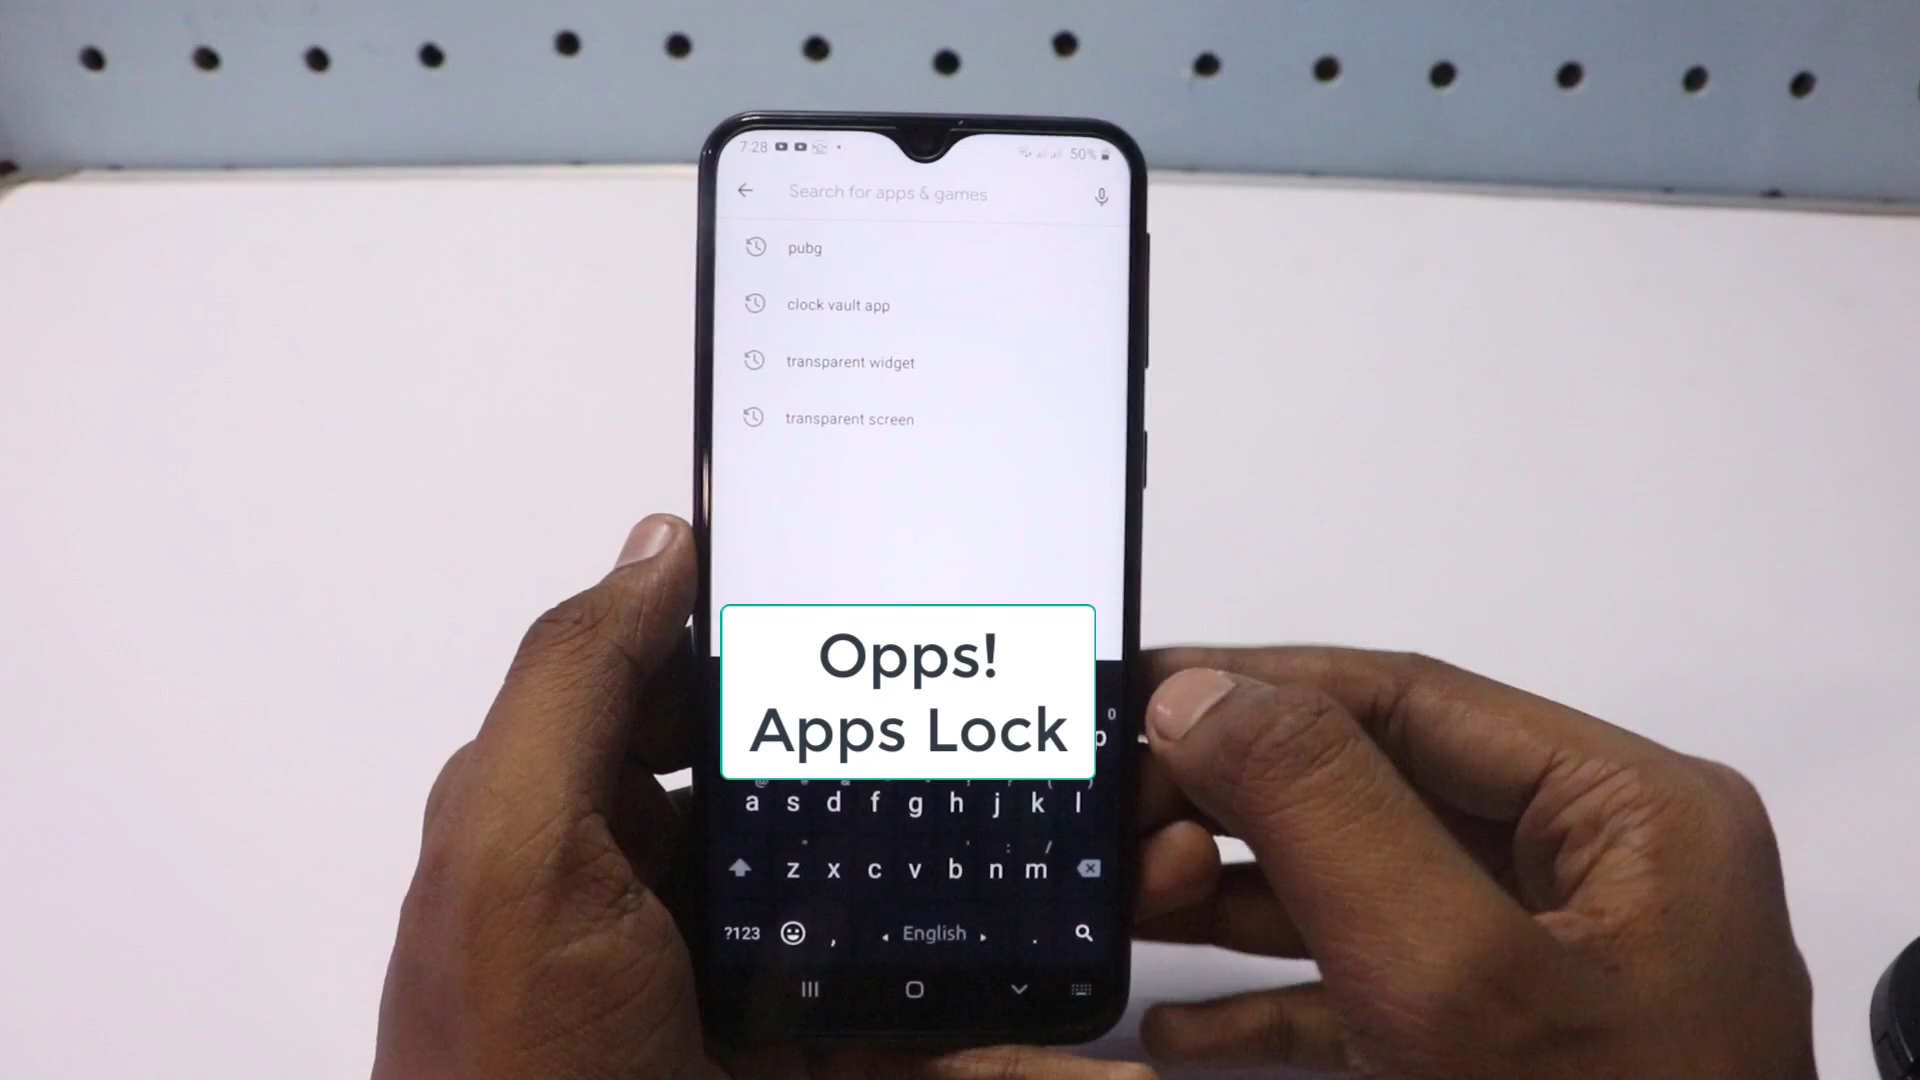 7:28 50%
Search for apps & games
pubg
clock vault app
transparent widget
transparent screen
Opps!
Apps Lock
0
p
a s d f g h j k l
z x c v b n m
?123 , English .